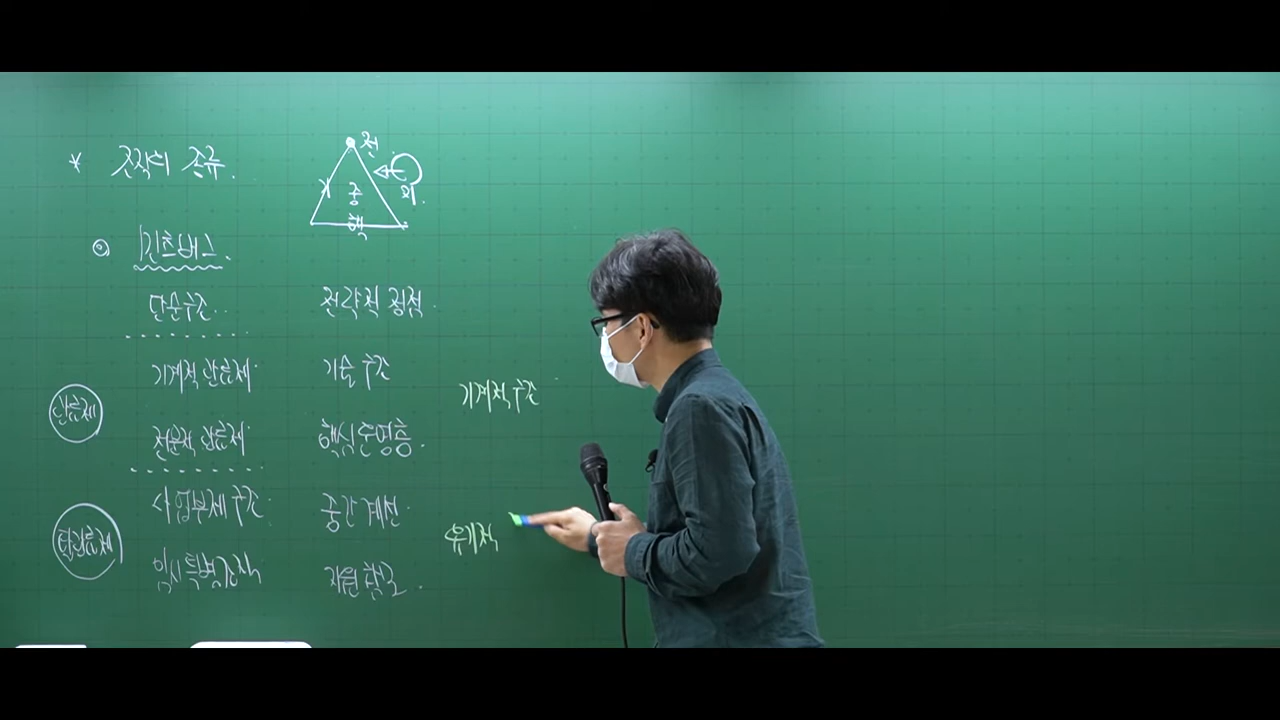 * 조직의 종류.
전
중
핵
◎ 민츠버그.
단순구조. 전략적 정점.
기계적 관료제 기술구조
기계적 구조
관료제
전문적 관료제 핵심운영층.
사업부제 구조. 중간계선.
탈관료제
유기적
임시특별조직 지원참모.